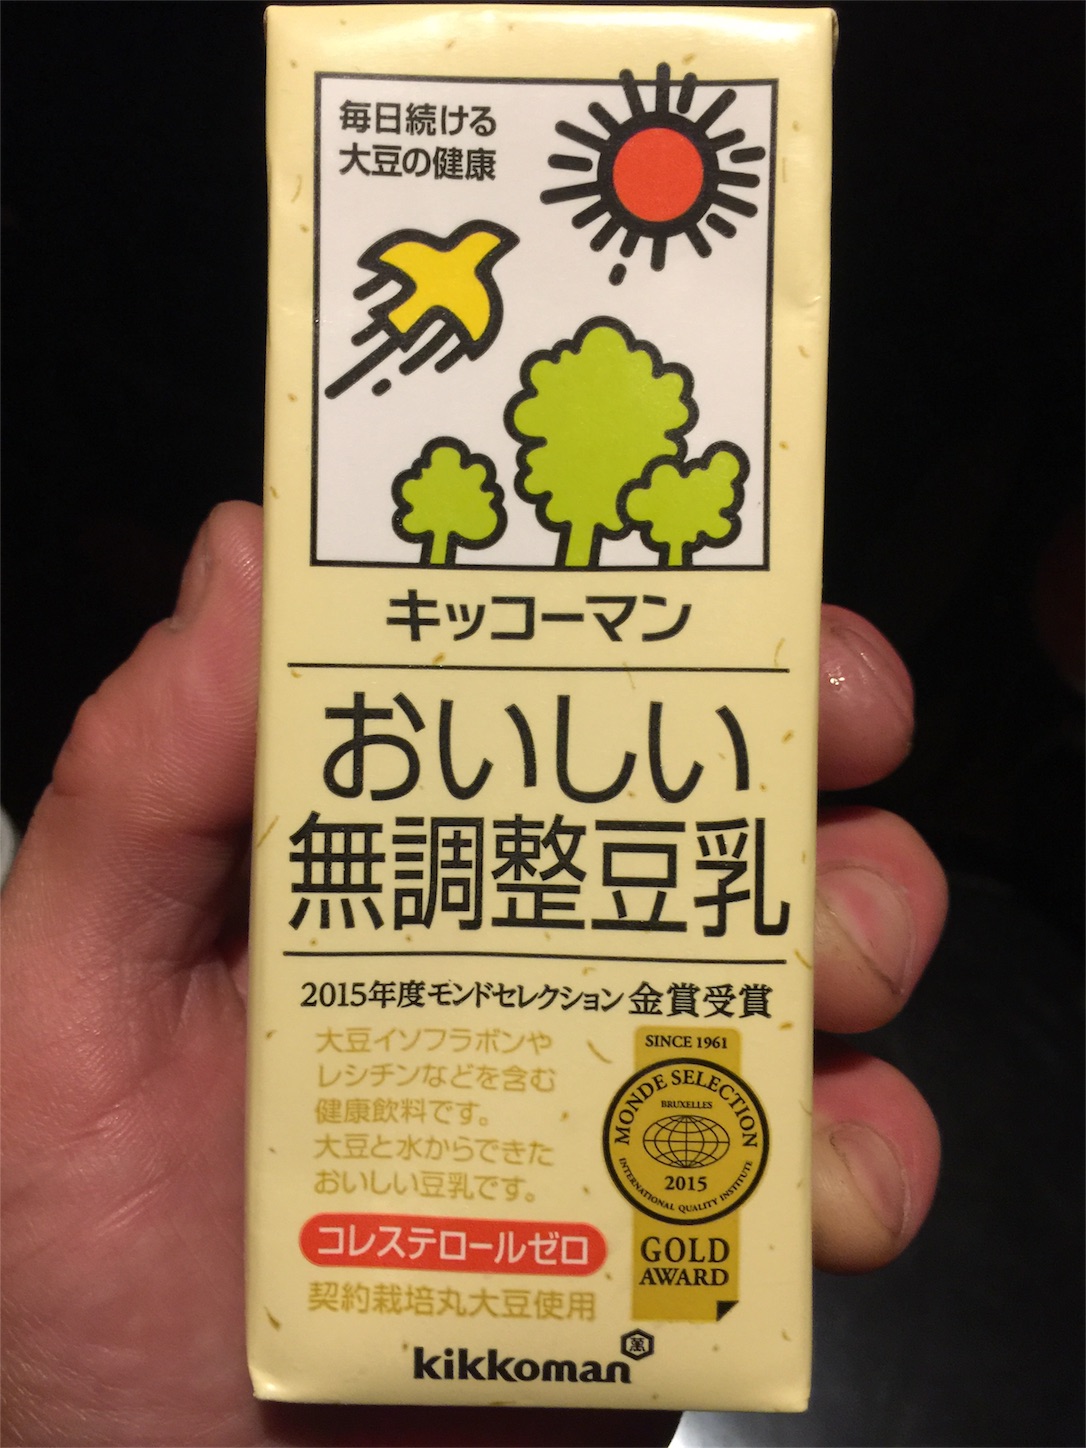 毎日続ける
大豆の健康
キッコーマン
おいしい
無調整豆乳
2015年度モンドセレクション金賞受賞
大豆イソフラボンや
レシチンなどを含む
健康飲料です。
大豆と水からできた
おいしい豆乳です。
コレステロールゼロ
契約栽培丸大豆使用
SINCE 1961
MONDE SELECTION
BRUXELLES
2015
INTERNATIONAL QUALITY INSTITUTE
GOLD
AWARD
kikkoman
萬